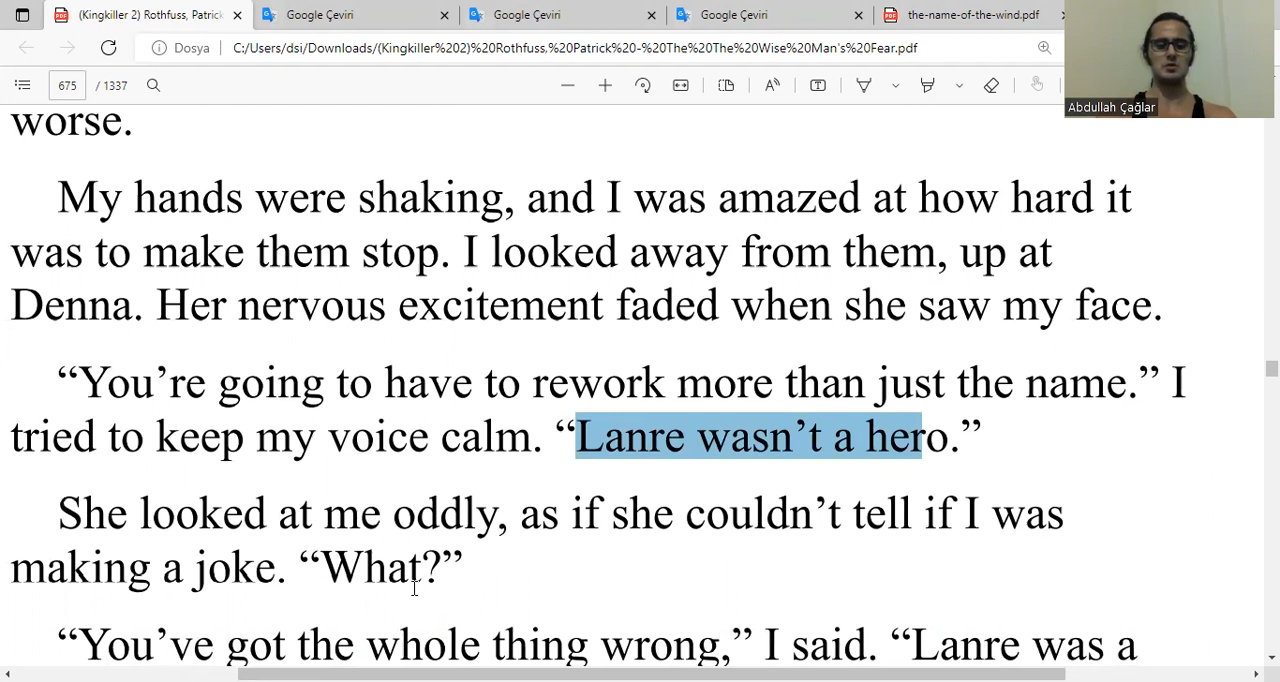 (Kingkiller 2) Rothfuss, Patrick
Google Çeviri
Google Çeviri
Google Çeviri
the-name-of-the-wind.pdf
Dosya
C:/Users/dsi/Downloads/(Kingkiller%202)%20Rothfuss,%20Patrick%20-%20The%20The%20Wise%20Man's%20Fear.pdf
675 / 1337
Abdullah Çağlar
worse.
My hands were shaking, and I was amazed at how hard it
was to make them stop. I looked away from them, up at
Denna. Her nervous excitement faded when she saw my face.
“You’re going to have to rework more than just the name.” I
tried to keep my voice calm. “Lanre wasn’t a hero.”
She looked at me oddly, as if she couldn’t tell if I was
making a joke. “What?”
“You’ve got the whole thing wrong,” I said. “Lanre was a